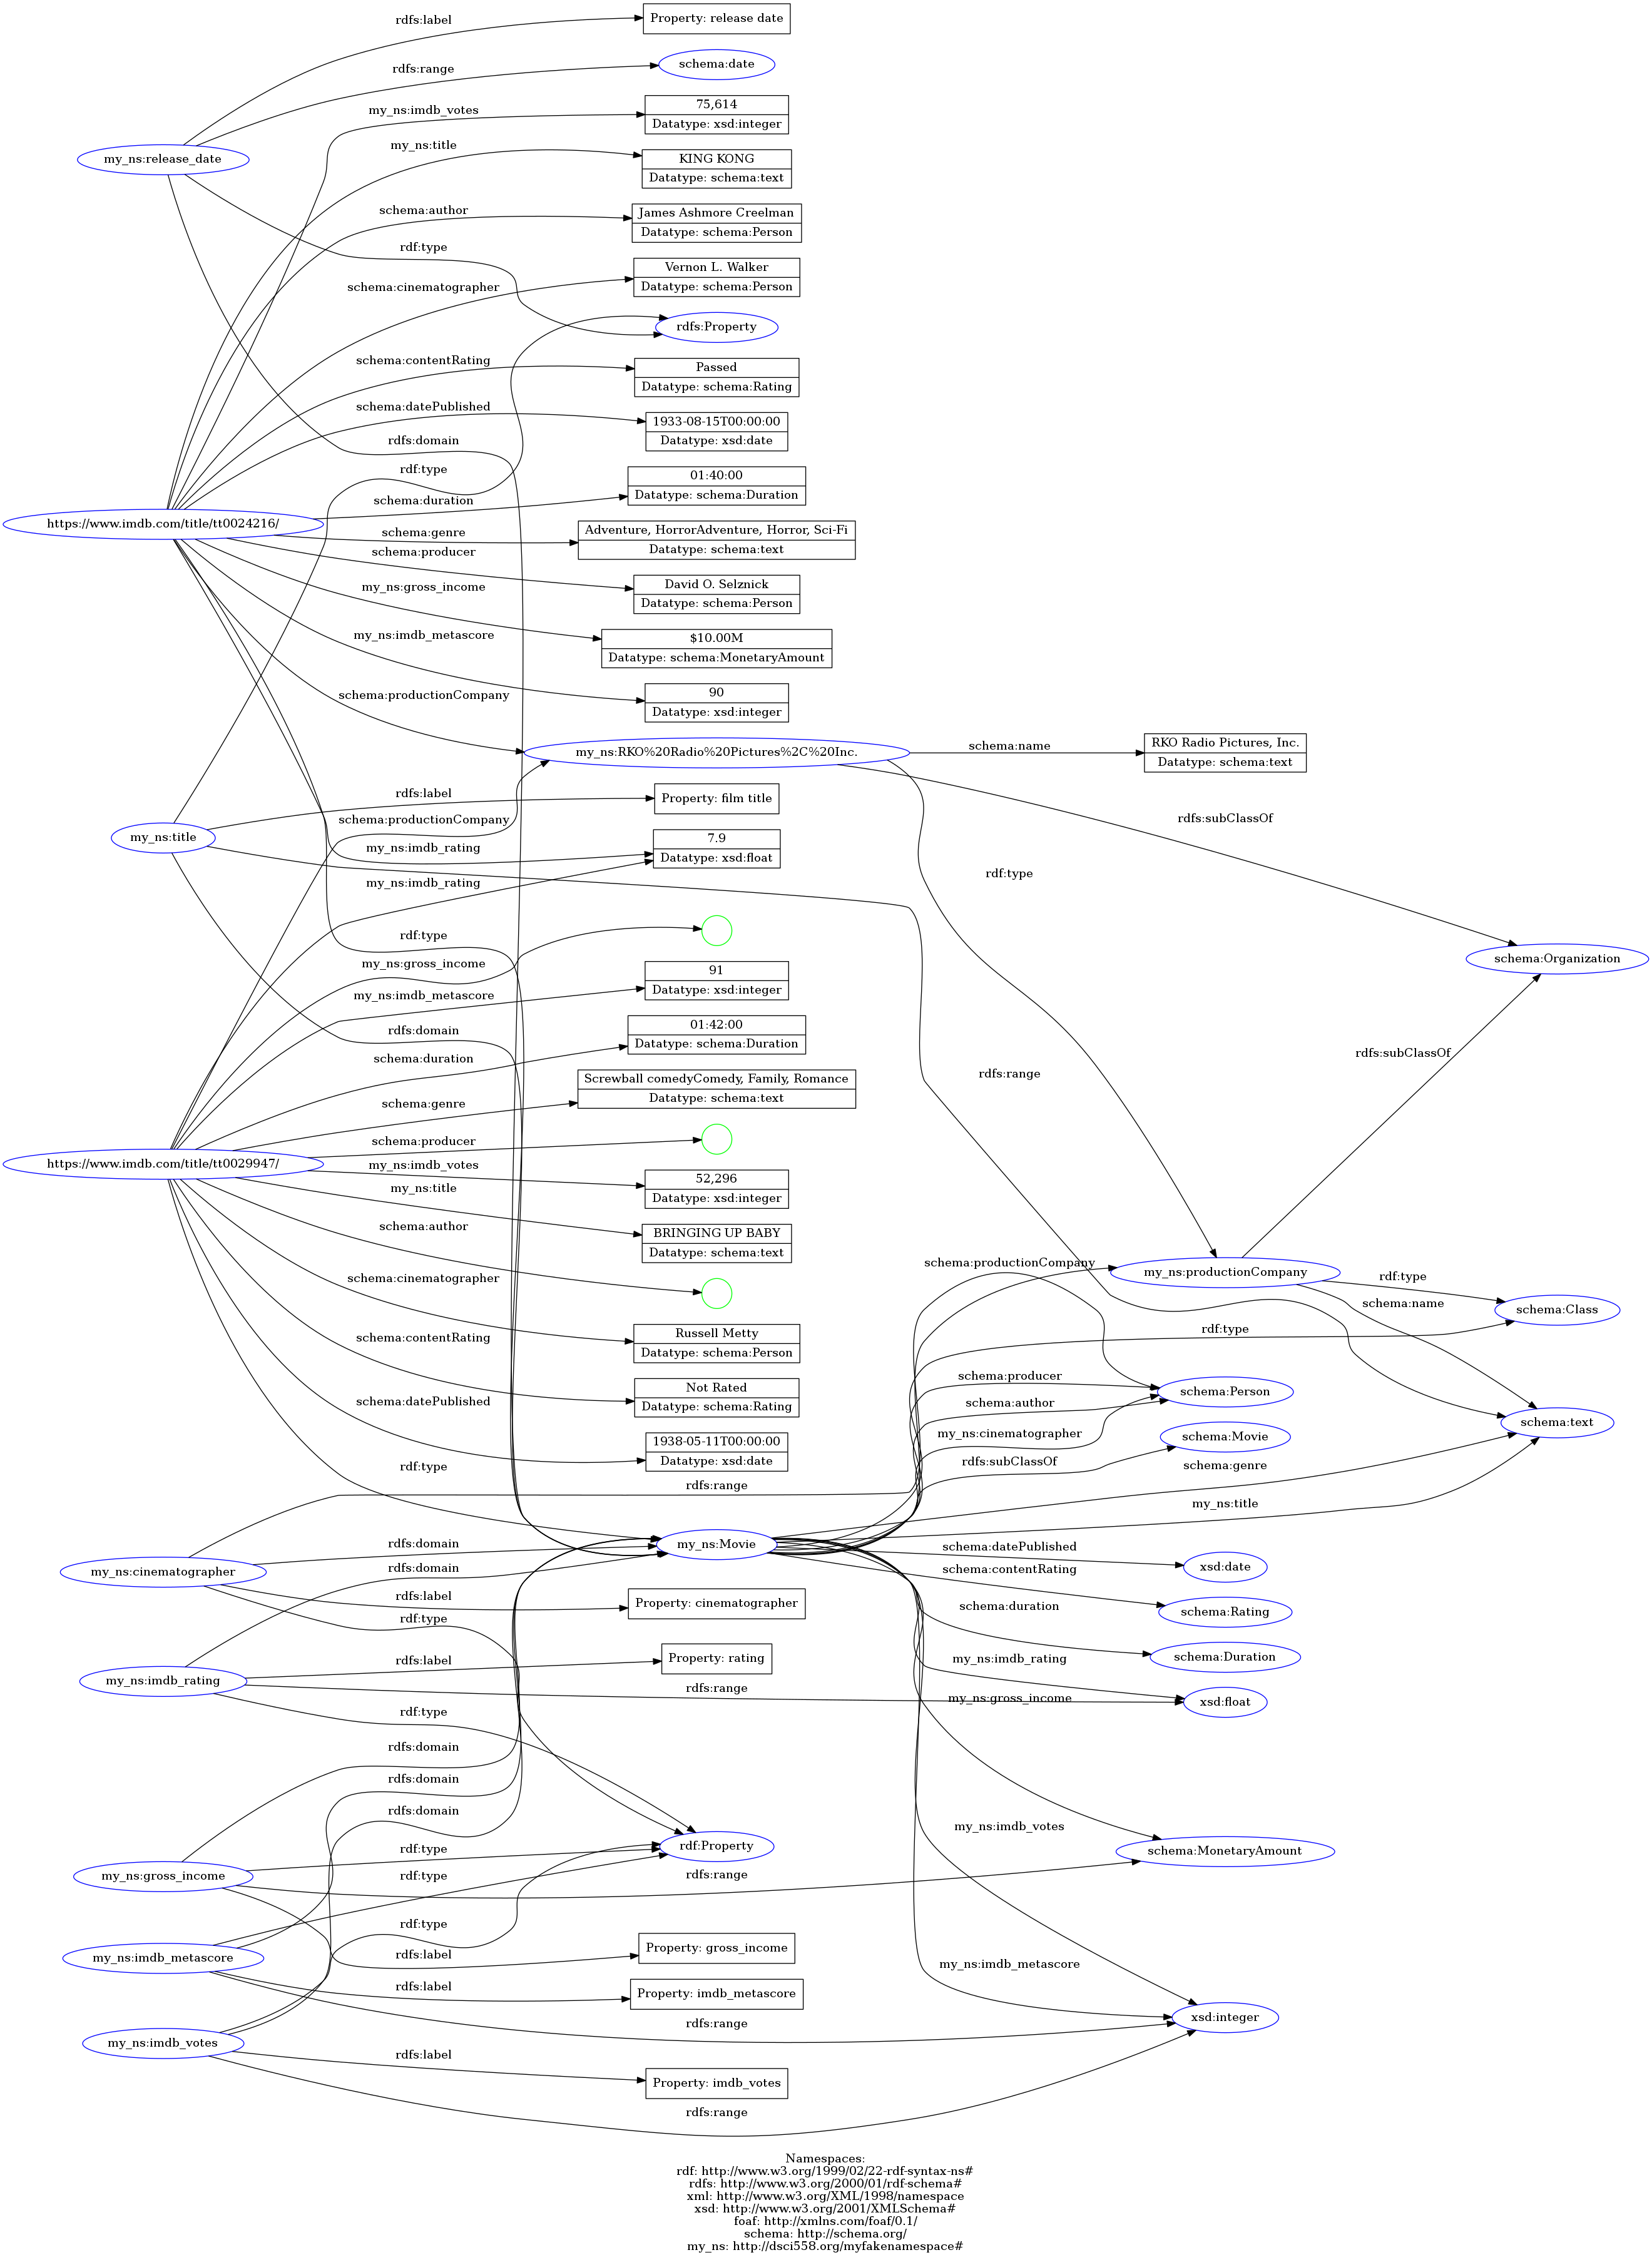 rdfs:label
Property: release date
rdfs:range
schema:date
my_ns:imdb_votes
75,614
Datatype: xsd:integer
my_ns:title
KING KONG
Datatype: schema:text
my_ns:release_date
schema:author
James Ashmore Creelman
Datatype: schema:Person
rdf:type
schema:cinematographer
Vernon L. Walker
Datatype: schema:Person
rdfs:Property
schema:contentRating
Passed
Datatype: schema:Rating
schema:datePublished
1933-08-15T00:00:00
Datatype: xsd:date
rdfs:domain
rdf:type
01:40:00
Datatype: schema:Duration
schema:duration
https://www.imdb.com/title/tt0024216/
schema:genre
Adventure, HorrorAdventure, Horror, Sci-Fi
Datatype: schema:text
schema:producer
David O. Selznick
Datatype: schema:Person
my_ns:gross_income
$10.00M
Datatype: schema:MonetaryAmount
my_ns:imdb_metascore
90
Datatype: xsd:integer
schema:productionCompany
my_ns:RKO%20Radio%20Pictures%2C%20Inc.
schema:name
RKO Radio Pictures, Inc.
Datatype: schema:text
rdfs:label
Property: film title
schema:productionCompany
rdfs:subClassOf
my_ns:title
my_ns:imdb_rating
7.9
Datatype: xsd:float
my_ns:imdb_rating
rdf:type
rdf:type
schema:Organization
my_ns:gross_income
my_ns:imdb_metascore
91
Datatype: xsd:integer
rdfs:domain
01:42:00
Datatype: schema:Duration
schema:duration
rdfs:range
rdfs:subClassOf
Screwball comedyComedy, Family, Romance
Datatype: schema:text
schema:genre
schema:producer
https://www.imdb.com/title/tt0029947/
my_ns:imdb_votes
52,296
Datatype: xsd:integer
my_ns:title
BRINGING UP BABY
Datatype: schema:text
schema:author
schema:productionCompany
my_ns:productionCompany
rdf:type
schema:Class
schema:name
schema:cinematographer
Russell Metty
Datatype: schema:Person
schema:contentRating
rdf:type
Not Rated
Datatype: schema:Rating
schema:producer
schema:Person
schema:author
schema:text
schema:datePublished
1938-05-11T00:00:00
Datatype: xsd:date
my_ns:cinematographer
schema:Movie
rdf:type
rdfs:subClassOf
schema:genre
rdfs:range
my_ns:title
rdfs:domain
my_ns:Movie
schema:datePublished
xsd:date
my_ns:cinematographer
rdfs:domain
schema:contentRating
rdfs:label
Property: cinematographer
schema:duration
schema:Rating
rdf:type
rdfs:label
Property: rating
my_ns:imdb_rating
schema:Duration
my_ns:imdb_rating
rdfs:range
my_ns:gross_income
xsd:float
rdf:type
rdfs:domain
rdfs:domain
rdfs:domain
my_ns:imdb_votes
rdf:type
rdf:Property
schema:MonetaryAmount
my_ns:gross_income
rdf:type
rdfs:range
rdf:type
rdfs:label
Property: gross_income
my_ns:imdb_metascore
my_ns:imdb_metascore
rdfs:label
Property: imdb_metascore
rdfs:range
xsd:integer
my_ns:imdb_votes
rdfs:label
Property: imdb_votes
rdfs:range
Namespaces:
rdf: http://www.w3.org/1999/02/22-rdf-syntax-ns#
rdfs: http://www.w3.org/2000/01/rdf-schema#
xml: http://www.w3.org/XML/1998/namespace
xsd: http://www.w3.org/2001/XMLSchema#
foaf: http://xmlns.com/foaf/0.1/
schema: http://schema.org/
my_ns: http://dsci558.org/myfakenamespace#